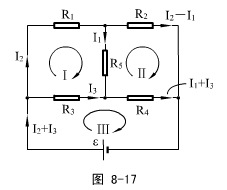 R₁ R₂ I₂−I₁
I₁
I₂ Ⅰ R₅ Ⅱ
I₃ I₁+I₃
R₃ R₄
I₂+I₃ Ⅲ
ε
图 8-17